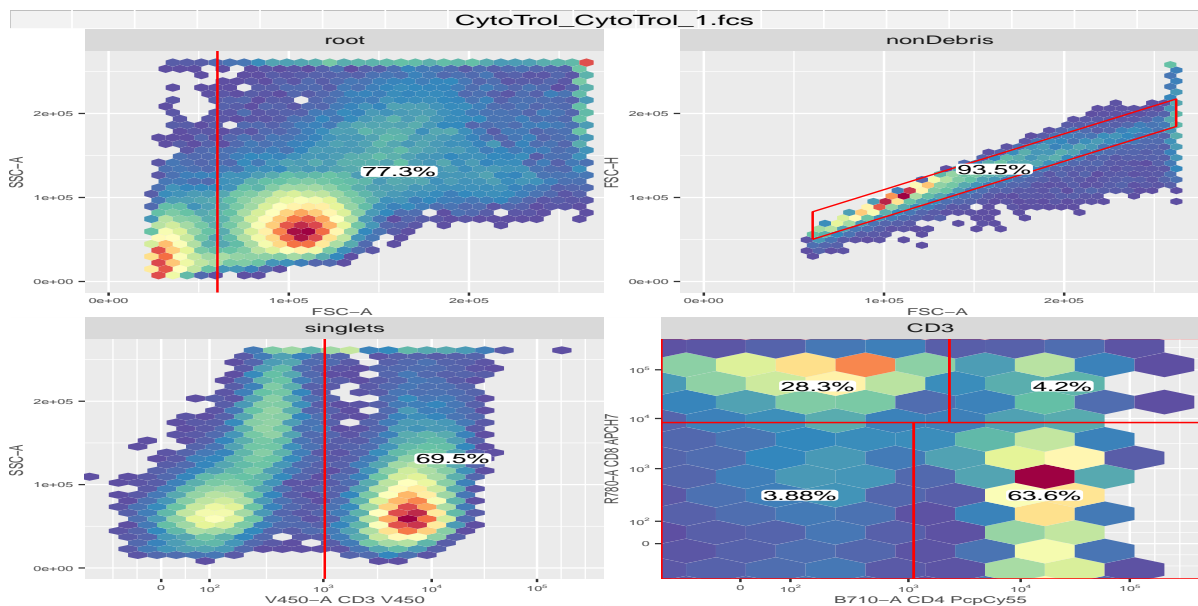 CytoTrol_CytoTrol_1.fcs
root
SSC−A
2e+05
1e+05
0e+00
77.3%
0e+00 1e+05 2e+05
FSC−A
nonDebris
FSC−H
2e+05
1e+05
0e+00
93.5%
0e+00 1e+05 2e+05
FSC−A
singlets
SSC−A
2e+05
1e+05
0e+00
69.5%
0 10² 10³ 10⁴ 10⁵
V450−A CD3 V450
CD3
R780−A CD8 APCH7
10⁵
10⁴
10³
10²
0
28.3% 4.2%
3.88% 63.6%
0 10² 10³ 10⁴ 10⁵
B710−A CD4 PcpCy55